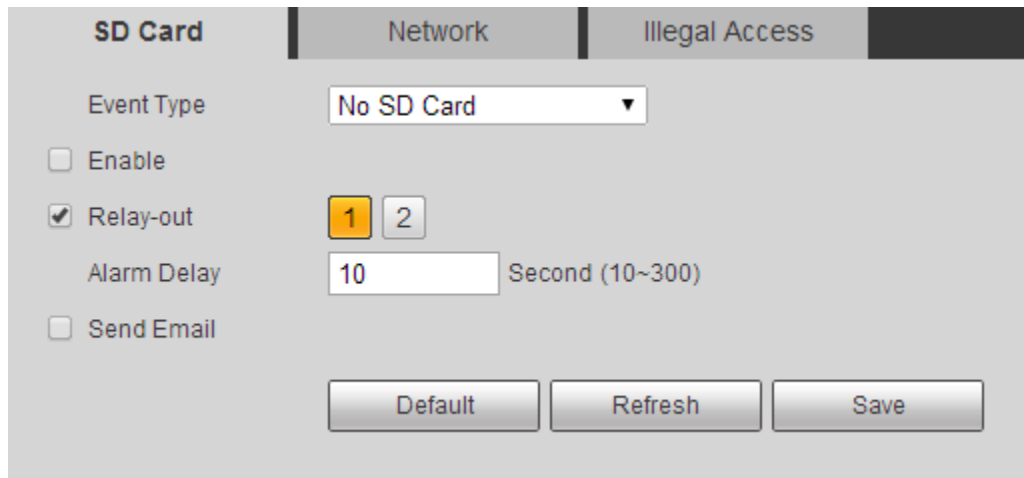 SD Card Network Illegal Access
Event Type No SD Card
Enable
Relay-out 1 2
Alarm Delay 10 Second (10~300)
Send Email
Default Refresh Save